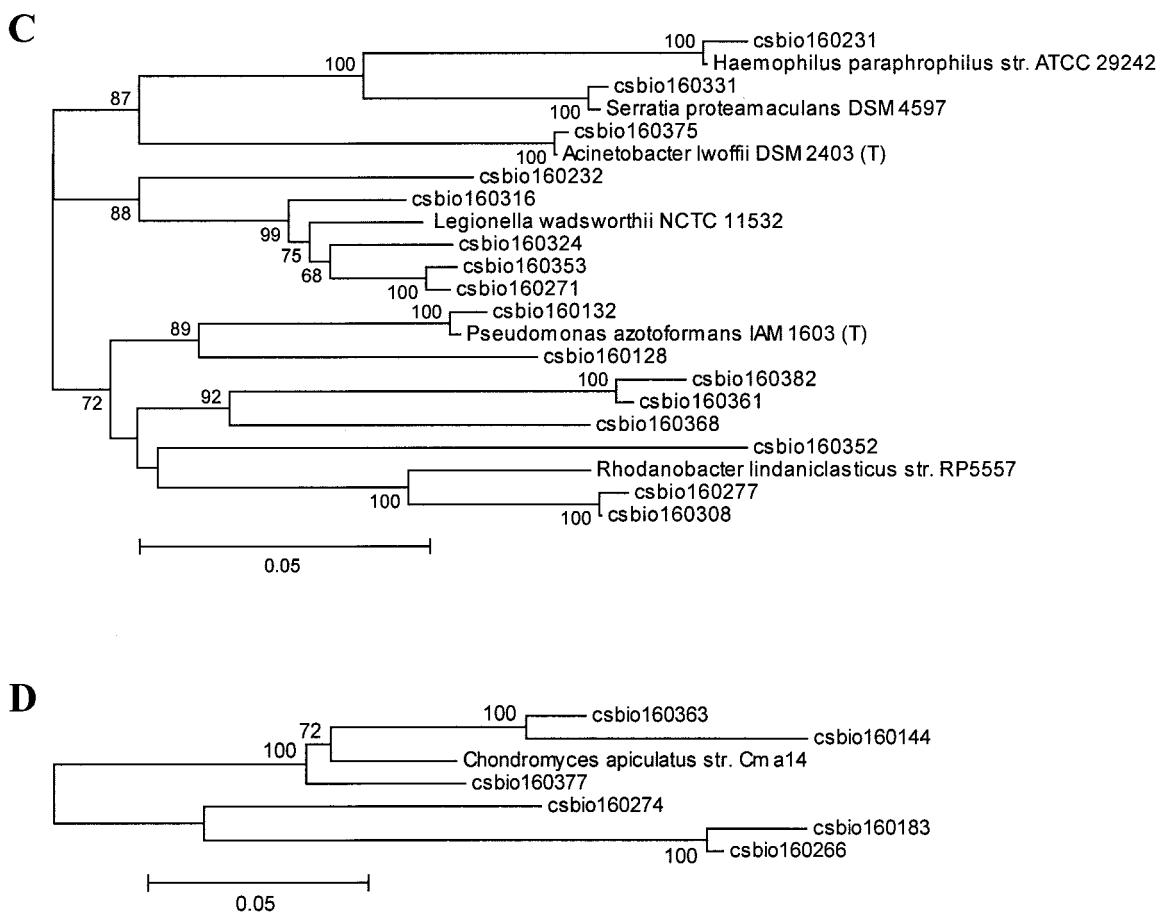 C
100 csbio160231
Haemophilus paraphrophilus str. ATCC 29242
100
csbio160331
87
100 Serratia proteamaculans DSM 4597
csbio160375
100 Acinetobacter lwoffii DSM 2403 (T)
csbio160232
88
csbio160316
Legionella wadsworthii NCTC 11532
99
75
csbio160324
68
csbio160353
100 csbio160271
100 csbio160132
Pseudomonas azotoformans IAM 1603 (T)
89
csbio160128
100 csbio160382
72
92
csbio160361
csbio160368
csbio160352
Rhodanobacter lindaniclasticus str. RP5557
100
csbio160277
100 csbio160308
0.05
D
100 csbio160363
72
csbio160144
100
Chondromyces apiculatus str. Cma14
csbio160377
csbio160274
csbio160183
100 csbio160266
0.05